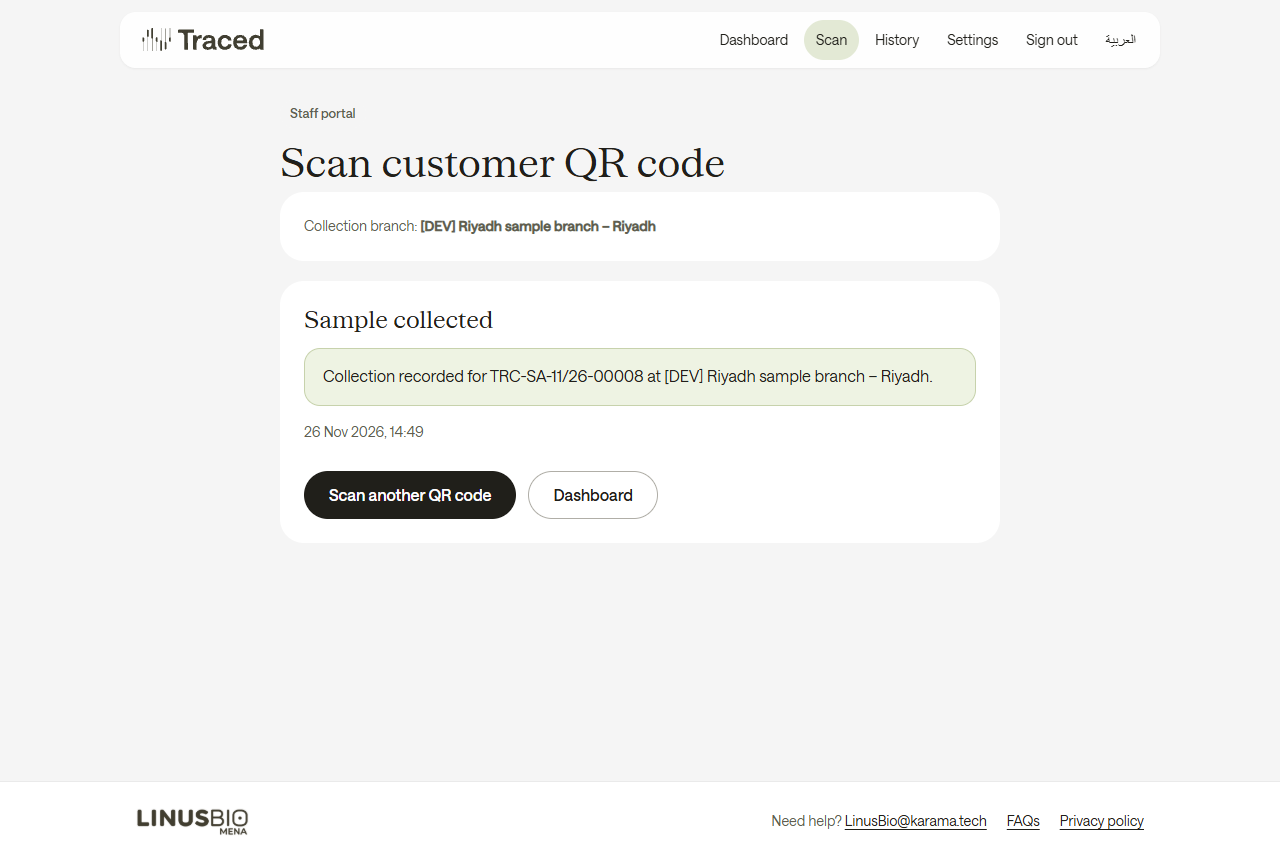 Traced
Dashboard
Scan
History
Settings
Sign out
العربية
Staff portal
Scan customer QR code
Collection branch: [DEV] Riyadh sample branch – Riyadh
Sample collected
Collection recorded for TRC-SA-11/26-00008 at [DEV] Riyadh sample branch – Riyadh.
26 Nov 2026, 14:49
Scan another QR code
Dashboard
LINUSBIO
MENA
Need help? LinusBio@karama.tech
FAQs
Privacy policy